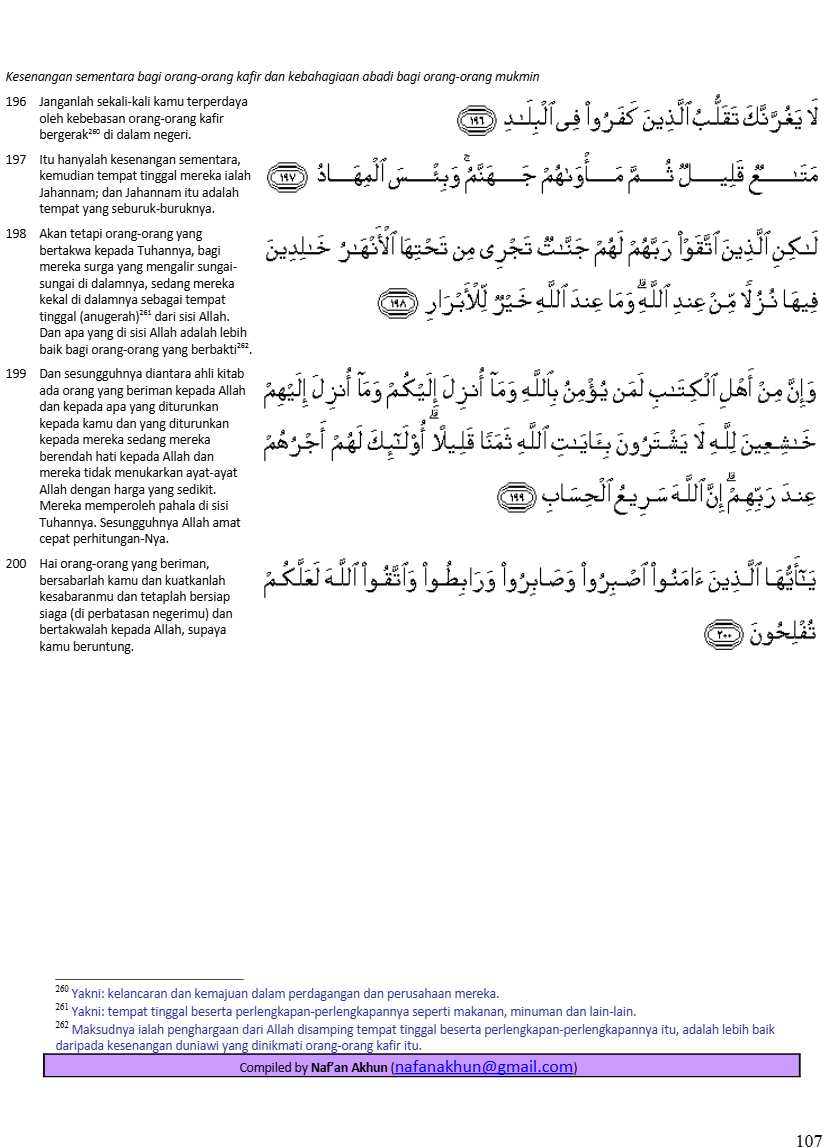 Kesenangan sementara bagi orang-orang kafir dan kebahagiaan abadi bagi orang-orang mukmin
196 Janganlah sekali-kali kamu terperdaya
oleh kebebasan orang-orang kafir
bergerak260 di dalam negeri.
لَا يَغُرَّنَّكَ تَقَلُّبُ ٱلَّذِينَ كَفَرُوا۟ فِى ٱلْبِلَـٰدِ ١٩٦
197 Itu hanyalah kesenangan sementara,
kemudian tempat tinggal mereka ialah
Jahannam; dan Jahannam itu adalah
tempat yang seburuk-buruknya.
مَتَـٰعٌ قَلِيلٌ ثُمَّ مَأْوَىٰهُمْ جَهَنَّمُ ۚ وَبِئْسَ ٱلْمِهَادُ ١٩٧
198 Akan tetapi orang-orang yang
bertakwa kepada Tuhannya, bagi
mereka surga yang mengalir sungai-
sungai di dalamnya, sedang mereka
kekal di dalamnya sebagai tempat
tinggal (anugerah)261 dari sisi Allah.
Dan apa yang di sisi Allah adalah lebih
baik bagi orang-orang yang berbakti262.
لَـٰكِنِ ٱلَّذِينَ ٱتَّقَوْا۟ رَبَّهُمْ لَهُمْ جَنَّـٰتٌ تَجْرِى مِن تَحْتِهَا ٱلْأَنْهَـٰرُ خَـٰلِدِينَ
فِيهَا نُزُلًا مِّنْ عِندِ ٱللَّهِ ۗ وَمَا عِندَ ٱللَّهِ خَيْرٌ لِّلْأَبْرَارِ ١٩٨
199 Dan sesungguhnya diantara ahli kitab
ada orang yang beriman kepada Allah
dan kepada apa yang diturunkan
kepada kamu dan yang diturunkan
kepada mereka sedang mereka
berendah hati kepada Allah dan
mereka tidak menukarkan ayat-ayat
Allah dengan harga yang sedikit.
Mereka memperoleh pahala di sisi
Tuhannya. Sesungguhnya Allah amat
cepat perhitungan-Nya.
وَإِنَّ مِنْ أَهْلِ ٱلْكِتَـٰبِ لَمَن يُؤْمِنُ بِٱللَّهِ وَمَآ أُنزِلَ إِلَيْكُمْ وَمَآ أُنزِلَ إِلَيْهِمْ
خَـٰشِعِينَ لِلَّهِ لَا يَشْتَرُونَ بِـَٔايَـٰتِ ٱللَّهِ ثَمَنًا قَلِيلًا ۗ أُو۟لَـٰٓئِكَ لَهُمْ أَجْرُهُمْ
عِندَ رَبِّهِمْ ۗ إِنَّ ٱللَّهَ سَرِيعُ ٱلْحِسَابِ ١٩٩
200 Hai orang-orang yang beriman,
bersabarlah kamu dan kuatkanlah
kesabaranmu dan tetaplah bersiap
siaga (di perbatasan negerimu) dan
bertakwalah kepada Allah, supaya
kamu beruntung.
يَـٰٓأَيُّهَا ٱلَّذِينَ ءَامَنُوا۟ ٱصْبِرُوا۟ وَصَابِرُوا۟ وَرَابِطُوا۟ وَٱتَّقُوا۟ ٱللَّهَ لَعَلَّكُمْ
تُفْلِحُونَ ٢٠٠
260 Yakni: kelancaran dan kemajuan dalam perdagangan dan perusahaan mereka.
261 Yakni: tempat tinggal beserta perlengkapan-perlengkapannya seperti makanan, minuman dan lain-lain.
262 Maksudnya ialah penghargaan dari Allah disamping tempat tinggal beserta perlengkapan-perlengkapannya itu, adalah lebih baik
daripada kesenangan duniawi yang dinikmati orang-orang kafir itu.
Compiled by Naf'an Akhun (nafanakhun@gmail.com)
107